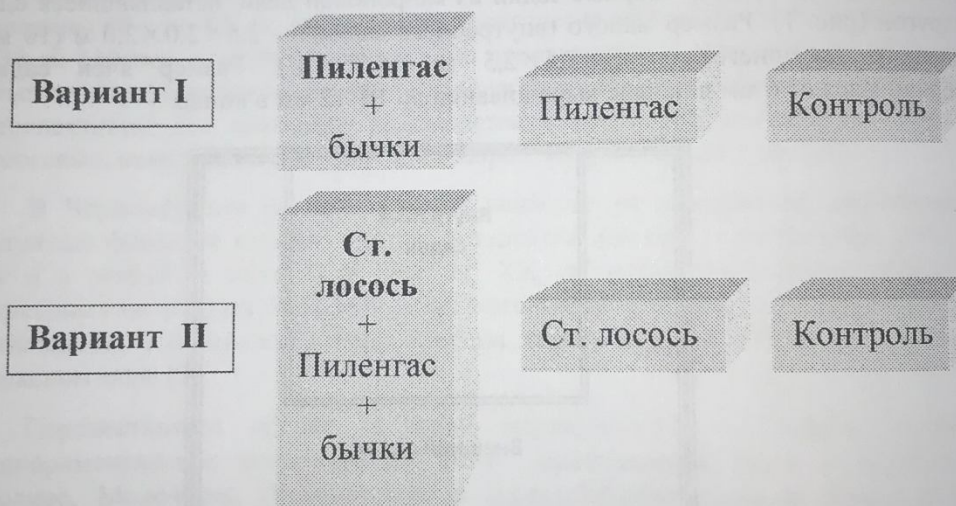 Вариант I
Пиленгас
+
бычки
Пиленгас
Контроль
Вариант II
Ст.
лосось
+
Пиленгас
+
бычки
Ст. лосось
Контроль